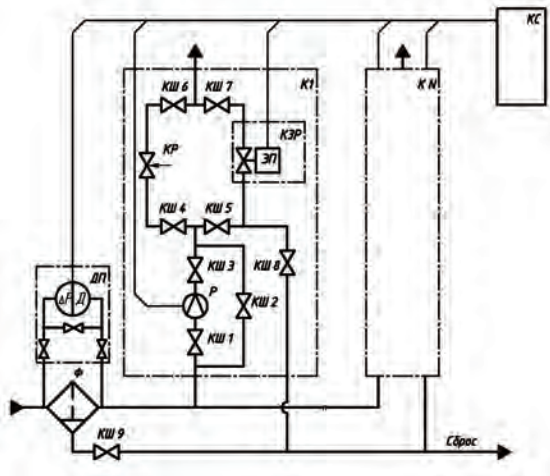 КС
КШ 6 КШ 7
К1
К N
КЗР
КР
ЭП
КШ 4 КШ 5
КШ 3
КШ 8
ДП
ΔР Д
Р
КШ 2
КШ 1
Ф
КШ 9
Сброс